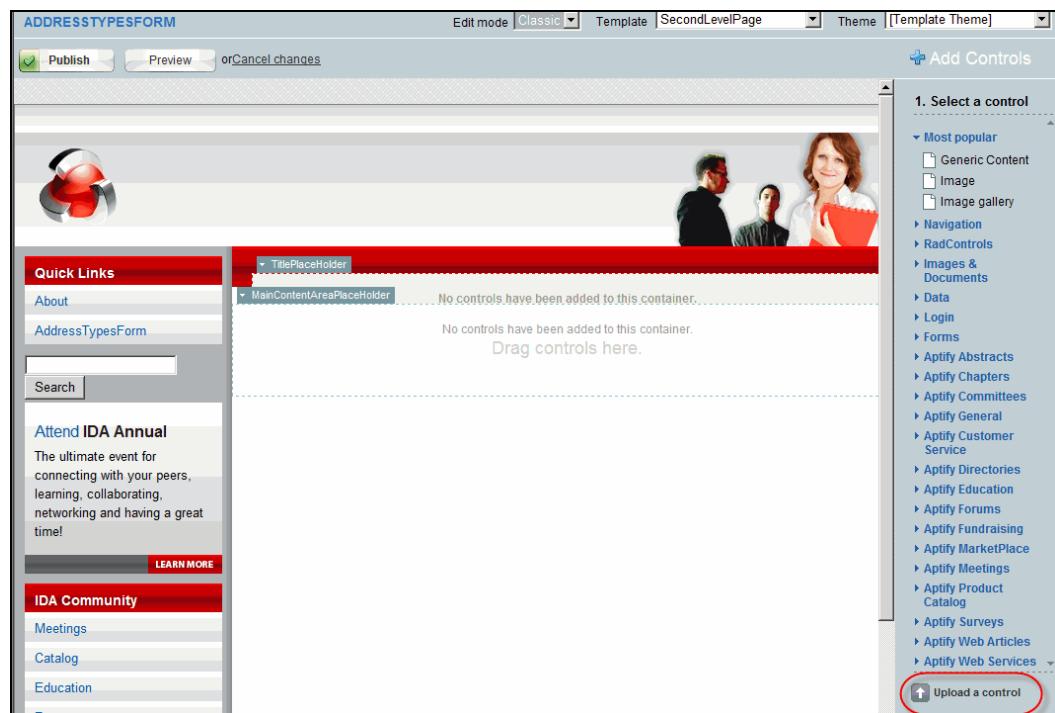 ADDRESSTYPESFORM
Edit mode Classic Template SecondLevelPage Theme [Template Theme]
Publish Preview orCancel changes
Add Controls
1. Select a control
Most popular
Generic Content
Image
Image gallery
Navigation
RadControls
Images &
Documents
Data
Login
Forms
Aptify Abstracts
Aptify Chapters
Aptify Committees
Aptify General
Aptify Customer
Service
Aptify Directories
Aptify Education
Aptify Forums
Aptify Fundraising
Aptify MarketPlace
Aptify Meetings
Aptify Product
Catalog
Aptify Surveys
Aptify Web Articles
Aptify Web Services
Upload a control
Quick Links
About
AddressTypesForm
Search
Attend IDA Annual
The ultimate event for
connecting with your peers,
learning, collaborating,
networking and having a great
time!
LEARN MORE
IDA Community
Meetings
Catalog
Education
TitlePlaceHolder
No controls have been added to this container.
MainContentAreaPlaceHolder
No controls have been added to this container.
Drag controls here.